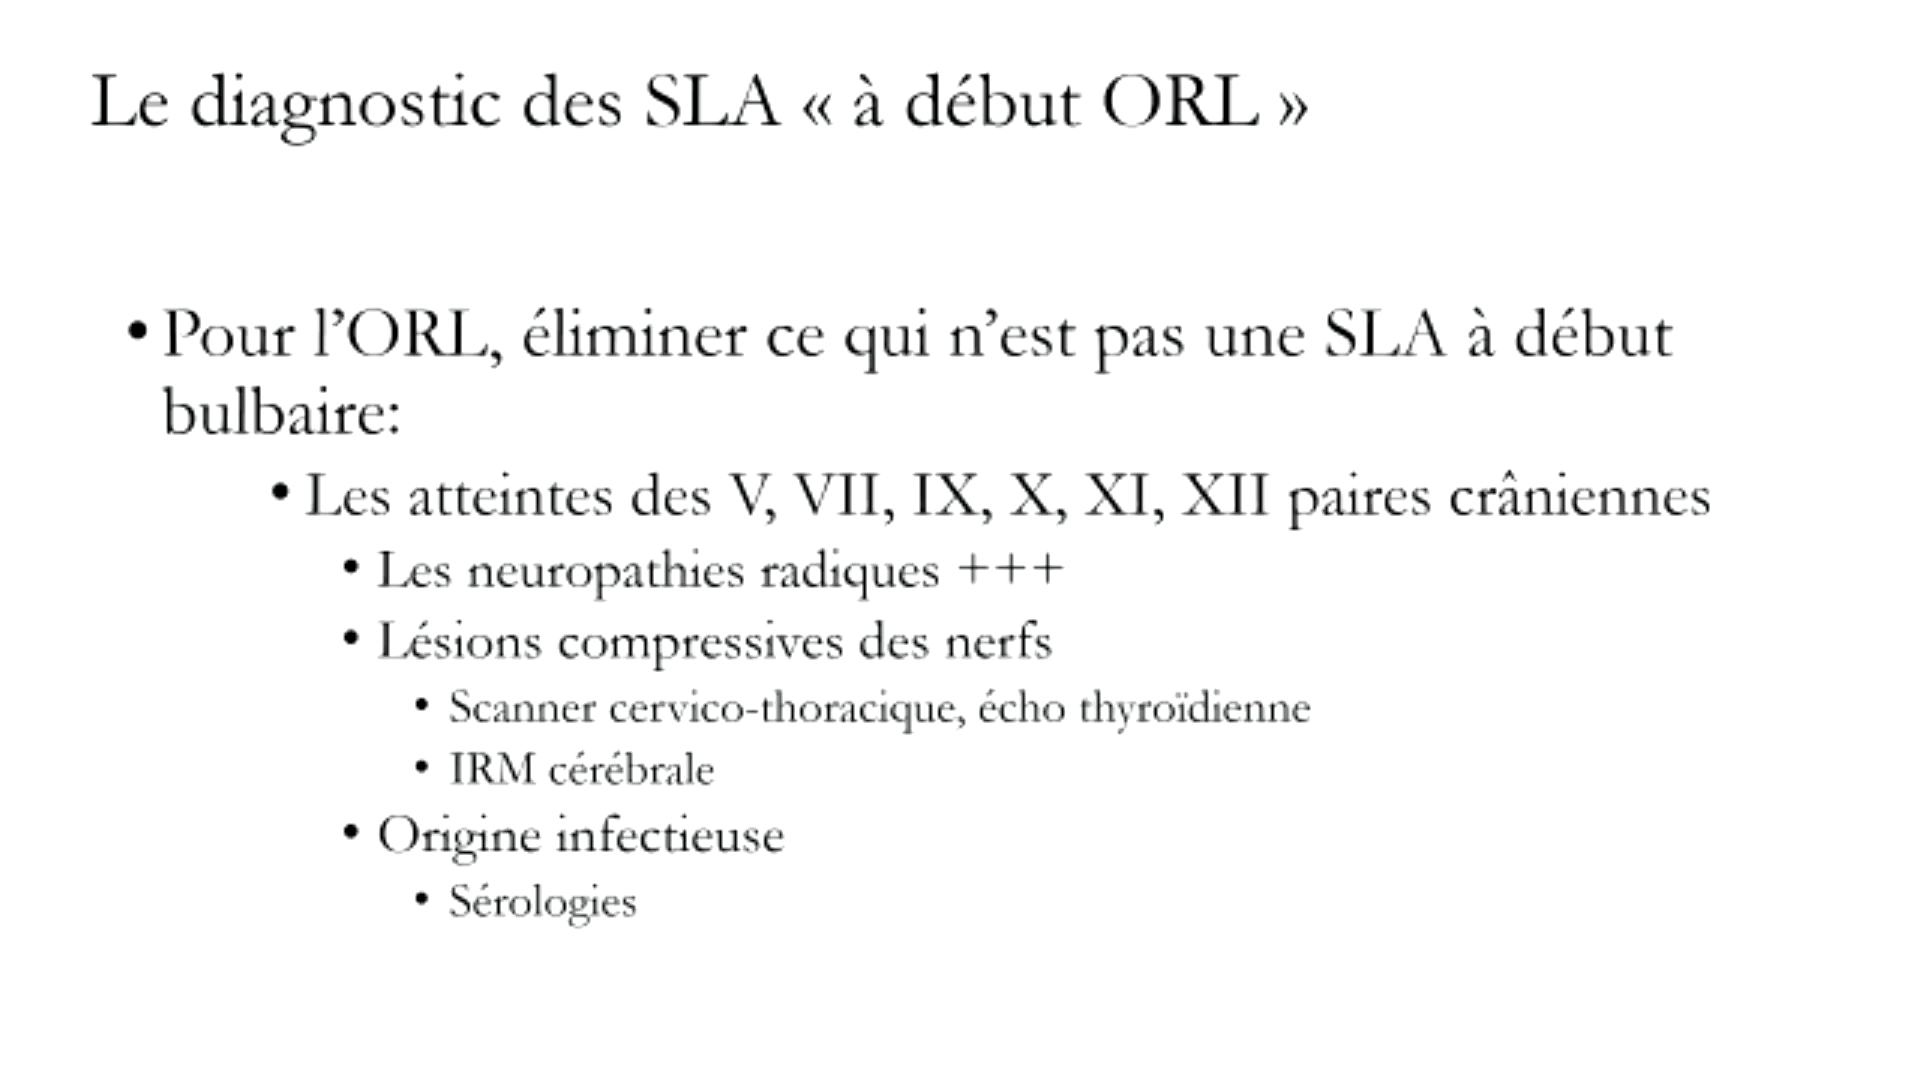 Le diagnostic des SLA « à début ORL »
• Pour l’ORL, éliminer ce qui n’est pas une SLA à début
bulbaire:
• Les atteintes des V, VII, IX, X, XI, XII paires crâniennes
• Les neuropathies radiques +++
• Lésions compressives des nerfs
• Scanner cervico-thoracique, écho thyroïdienne
• IRM cérébrale
• Origine infectieuse
• Sérologies